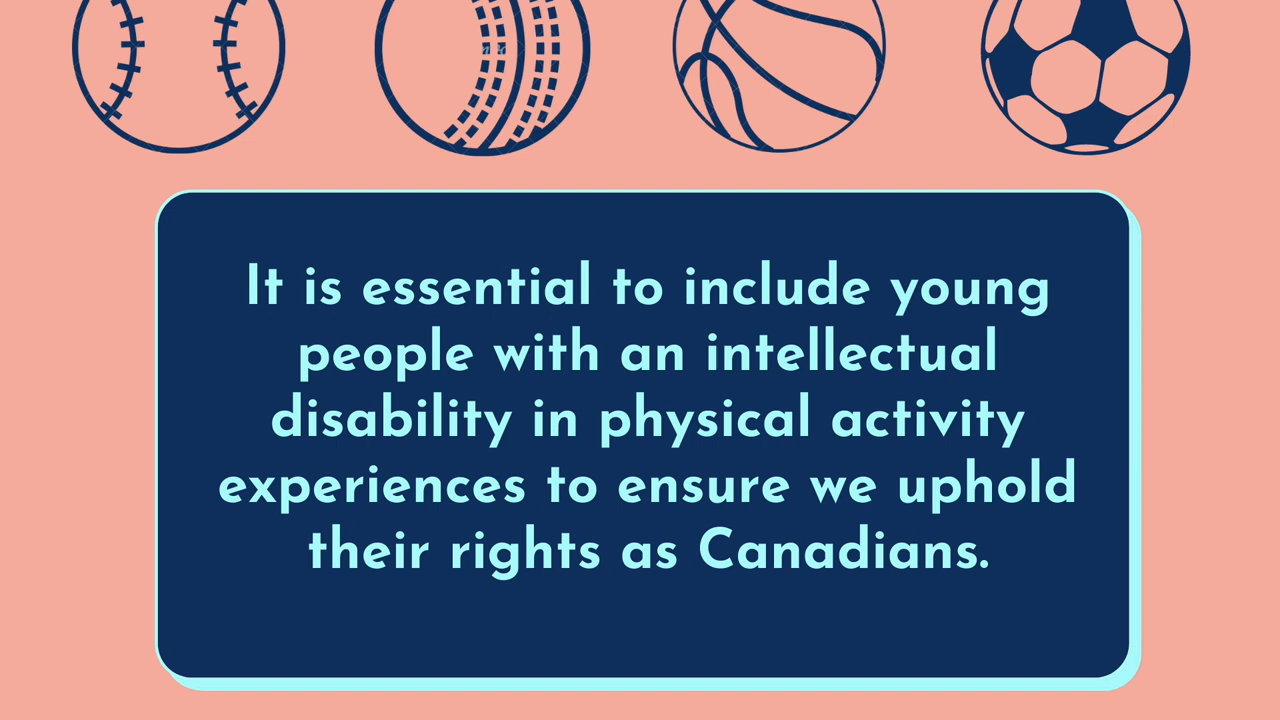 It is essential to include young
people with an intellectual
disability in physical activity
experiences to ensure we uphold
their rights as Canadians.